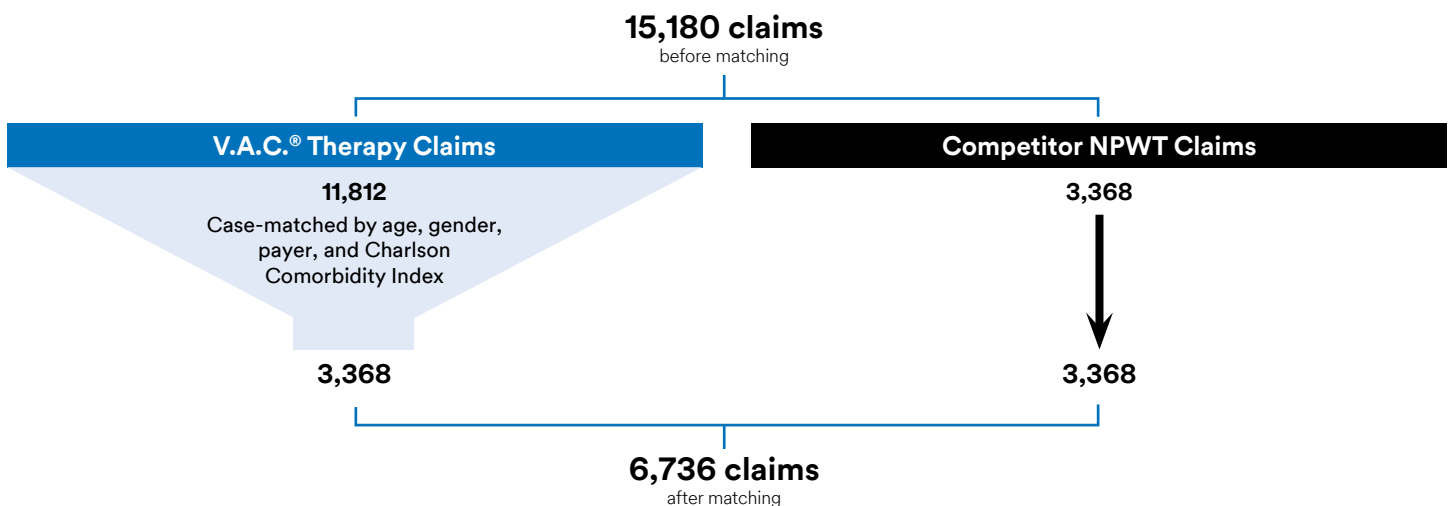 15,180 claims
before matching
V.A.C.® Therapy Claims
Competitor NPWT Claims
11,812
Case-matched by age, gender,
payer, and Charlson
Comorbidity Index
3,368
3,368
3,368
6,736 claims
after matching